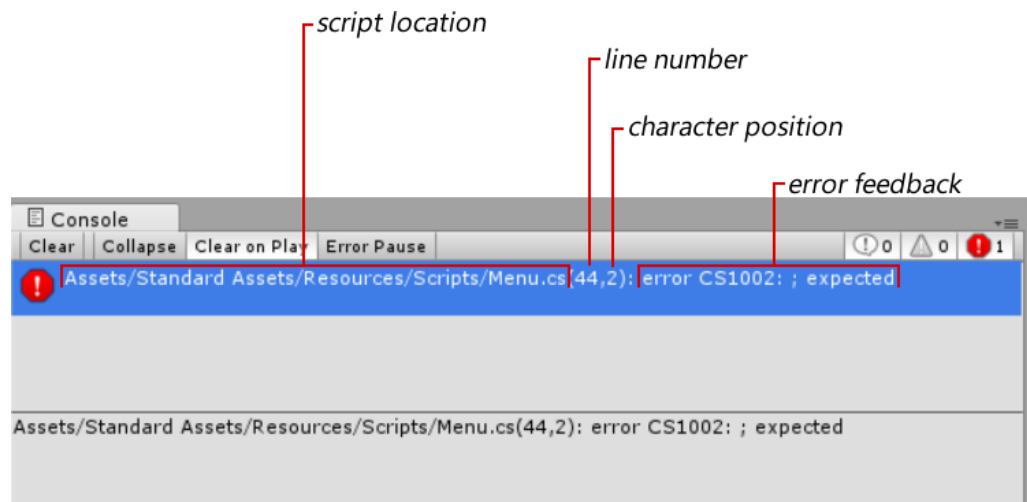 script location
line number
character position
error feedback
Console
Clear Collapse Clear on Play Error Pause 0 0 1
Assets/Standard Assets/Resources/Scripts/Menu.cs(44,2): error CS1002: ; expected
Assets/Standard Assets/Resources/Scripts/Menu.cs(44,2): error CS1002: ; expected